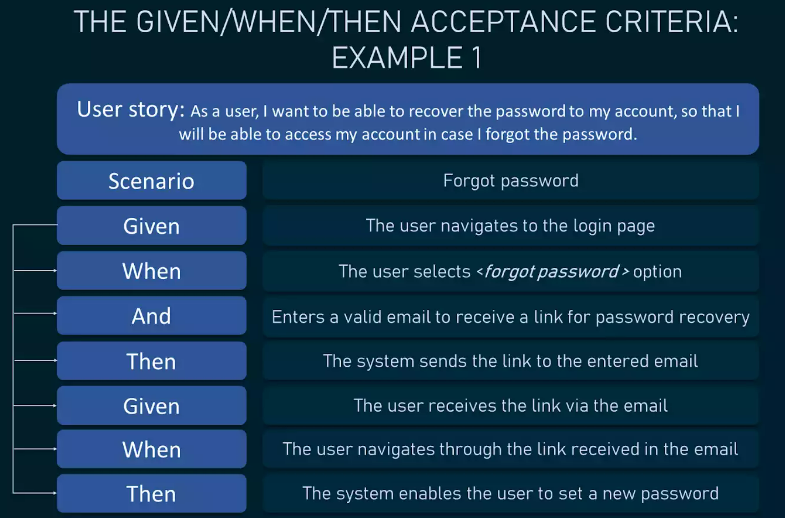 THE GIVEN/WHEN/THEN ACCEPTANCE CRITERIA:
EXAMPLE 1
User story: As a user, I want to be able to recover the password to my account, so that I
will be able to access my account in case I forgot the password.
Scenario Forgot password
Given The user navigates to the login page
When The user selects <forgot password> option
And Enters a valid email to receive a link for password recovery
Then The system sends the link to the entered email
Given The user receives the link via the email
When The user navigates through the link received in the email
Then The system enables the user to set a new password